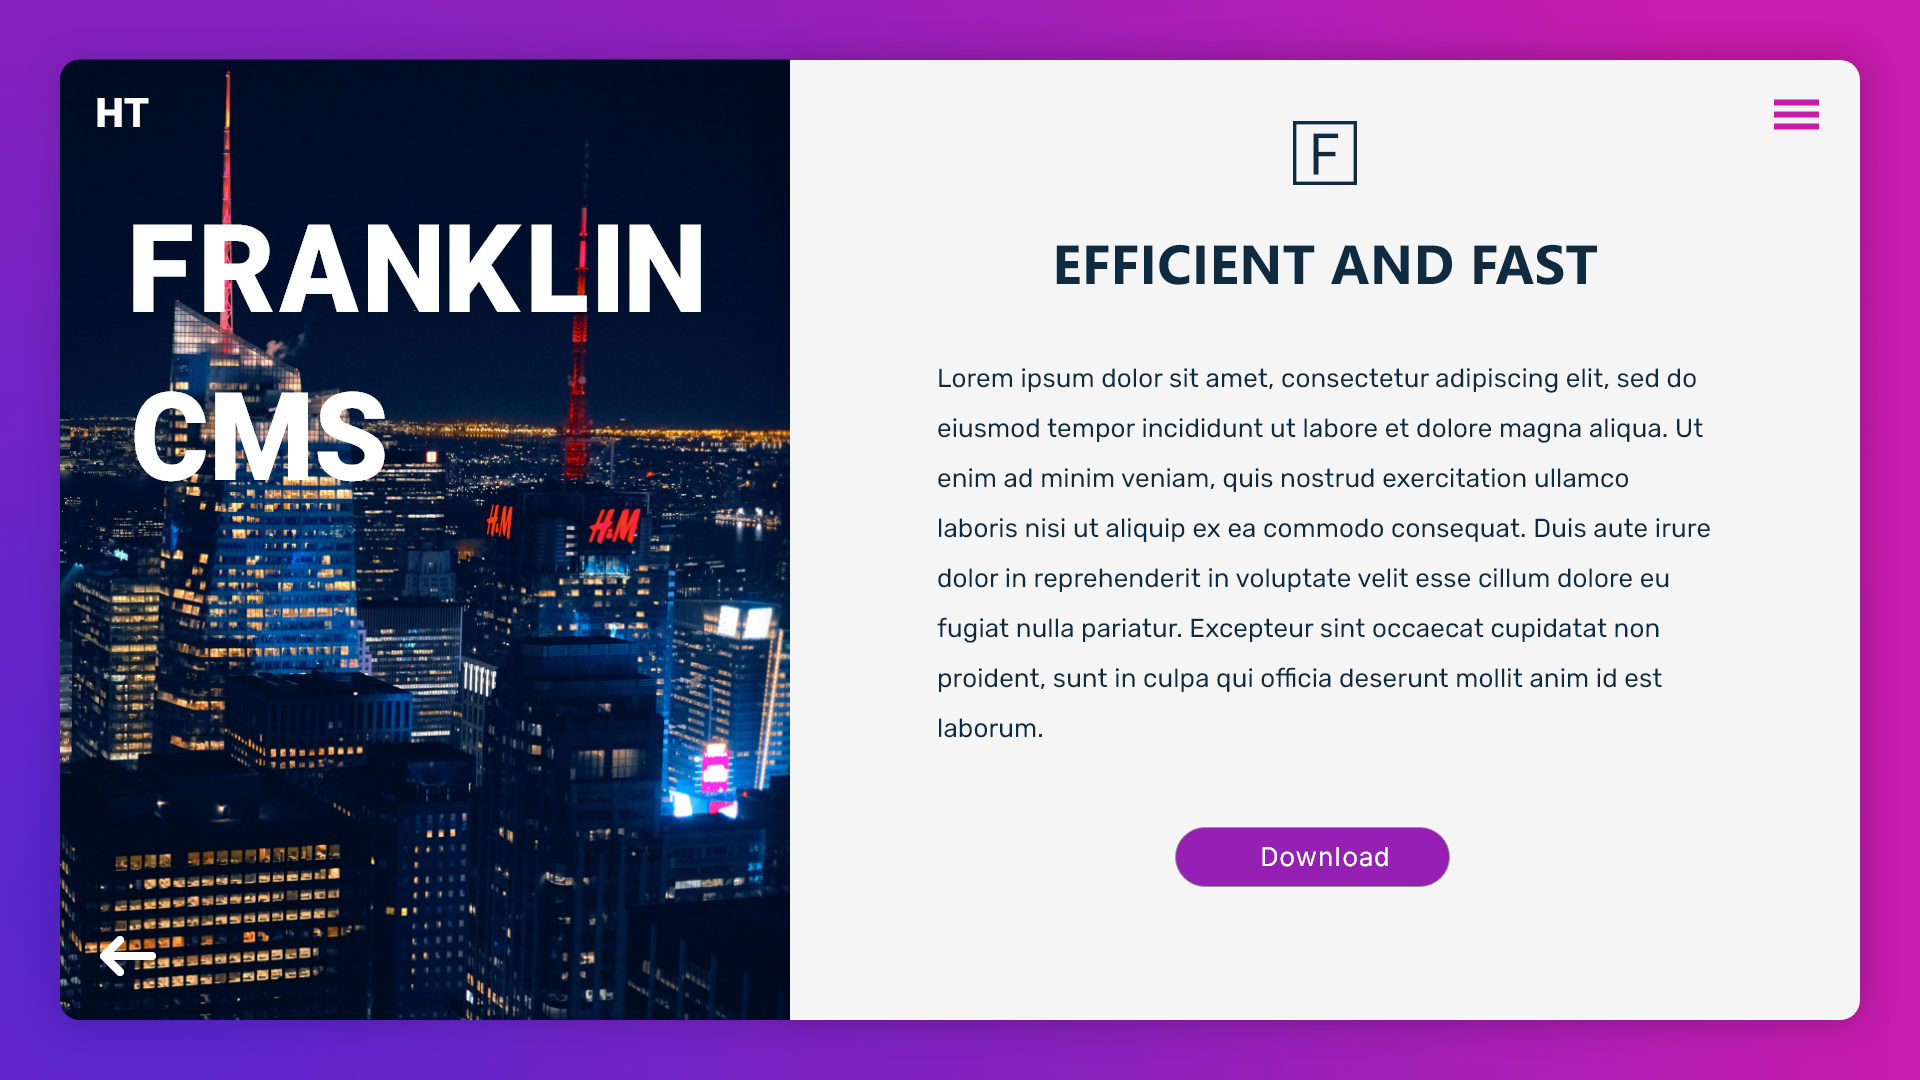 HT
FRANKLIN
CMS
H&M
H&M
F
EFFICIENT AND FAST
Lorem ipsum dolor sit amet, consectetur adipiscing elit, sed do
eiusmod tempor incididunt ut labore et dolore magna aliqua. Ut
enim ad minim veniam, quis nostrud exercitation ullamco
laboris nisi ut aliquip ex ea commodo consequat. Duis aute irure
dolor in reprehenderit in voluptate velit esse cillum dolore eu
fugiat nulla pariatur. Excepteur sint occaecat cupidatat non
proident, sunt in culpa qui officia deserunt mollit anim id est
laborum.
Download